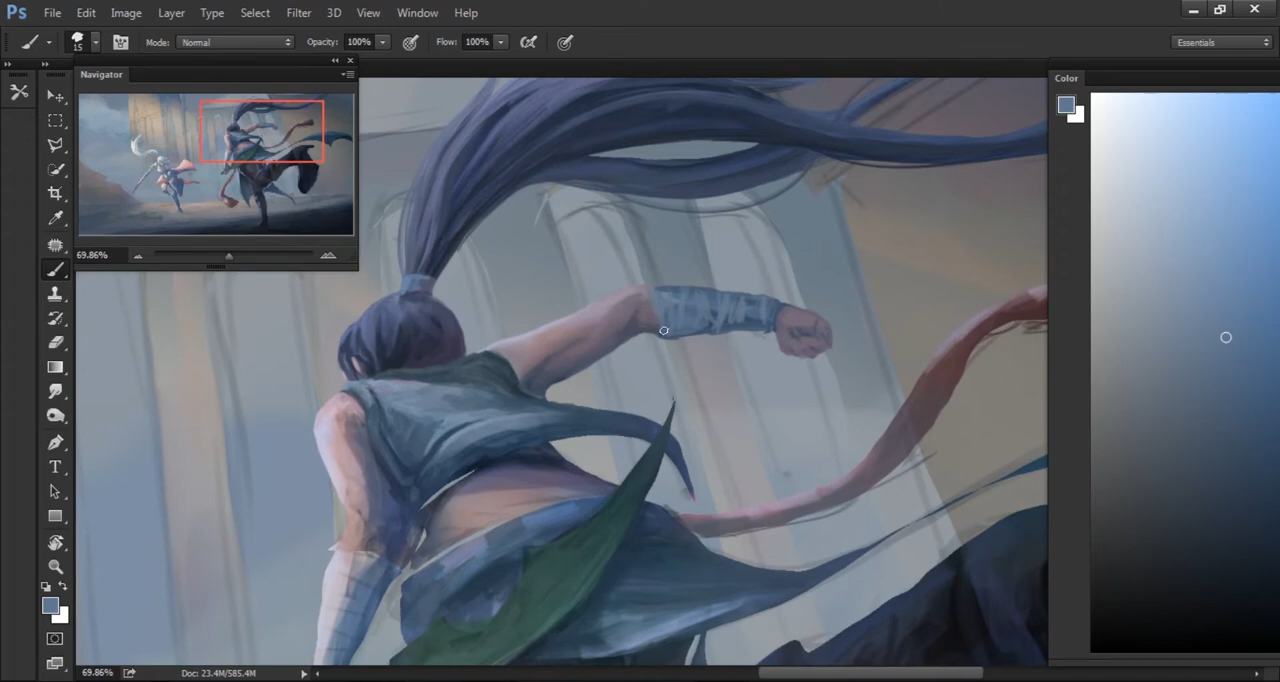 Ps File Edit Image Layer Type Select Filter 3D View Window Help
15 Mode: Normal Opacity: 100% Flow: 100% Essentials
Navigator
Color
69.86%
T
69.86% Doc: 23.4M/585.4M